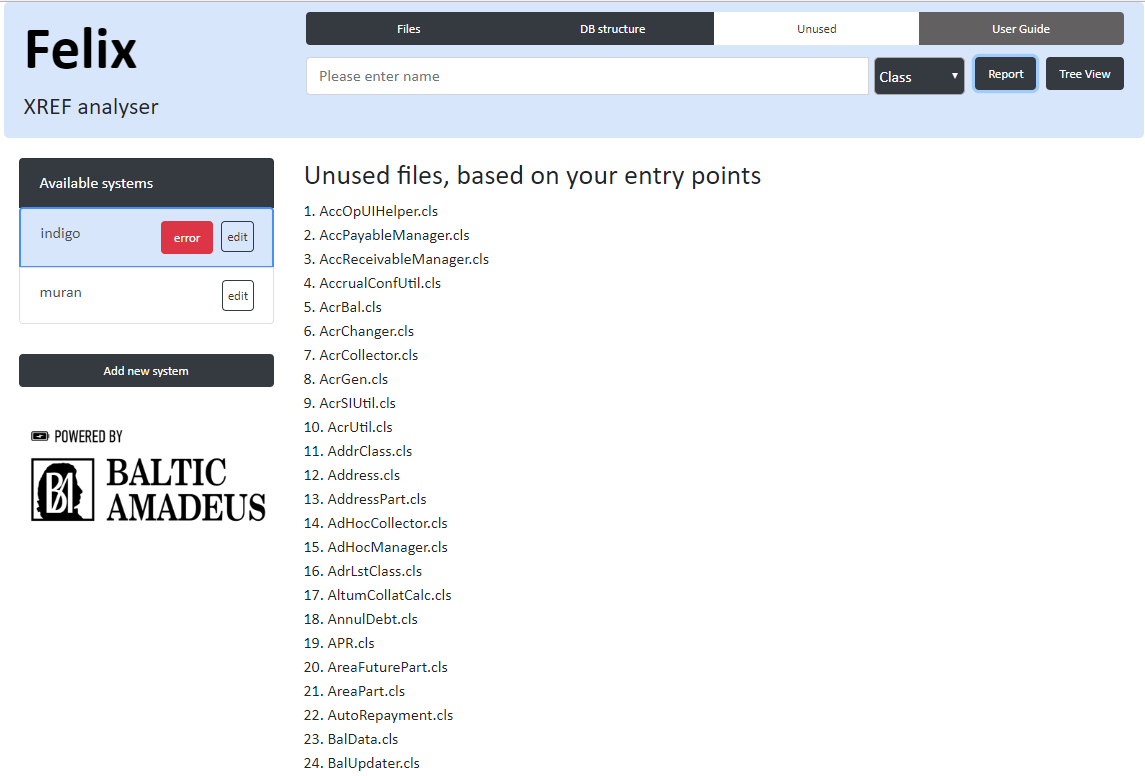 Felix
XREF analyser
Files
DB structure
Unused
User Guide
Please enter name
Class
Report
Tree View
Available systems
indigo
error
edit
muran
edit
Add new system
POWERED BY
BALTIC
AMADEUS
Unused files, based on your entry points
1. AccOpUIHelper.cls
2. AccPayableManager.cls
3. AccReceivableManager.cls
4. AccrualConfUtil.cls
5. AcrBal.cls
6. AcrChanger.cls
7. AcrCollector.cls
8. AcrGen.cls
9. AcrSIUtil.cls
10. AcrUtil.cls
11. AddrClass.cls
12. Address.cls
13. AddressPart.cls
14. AdHocCollector.cls
15. AdHocManager.cls
16. AdrLstClass.cls
17. AltumCollatCalc.cls
18. AnnulDebt.cls
19. APR.cls
20. AreaFuturePart.cls
21. AreaPart.cls
22. AutoRepayment.cls
23. BalData.cls
24. BalUpdater.cls